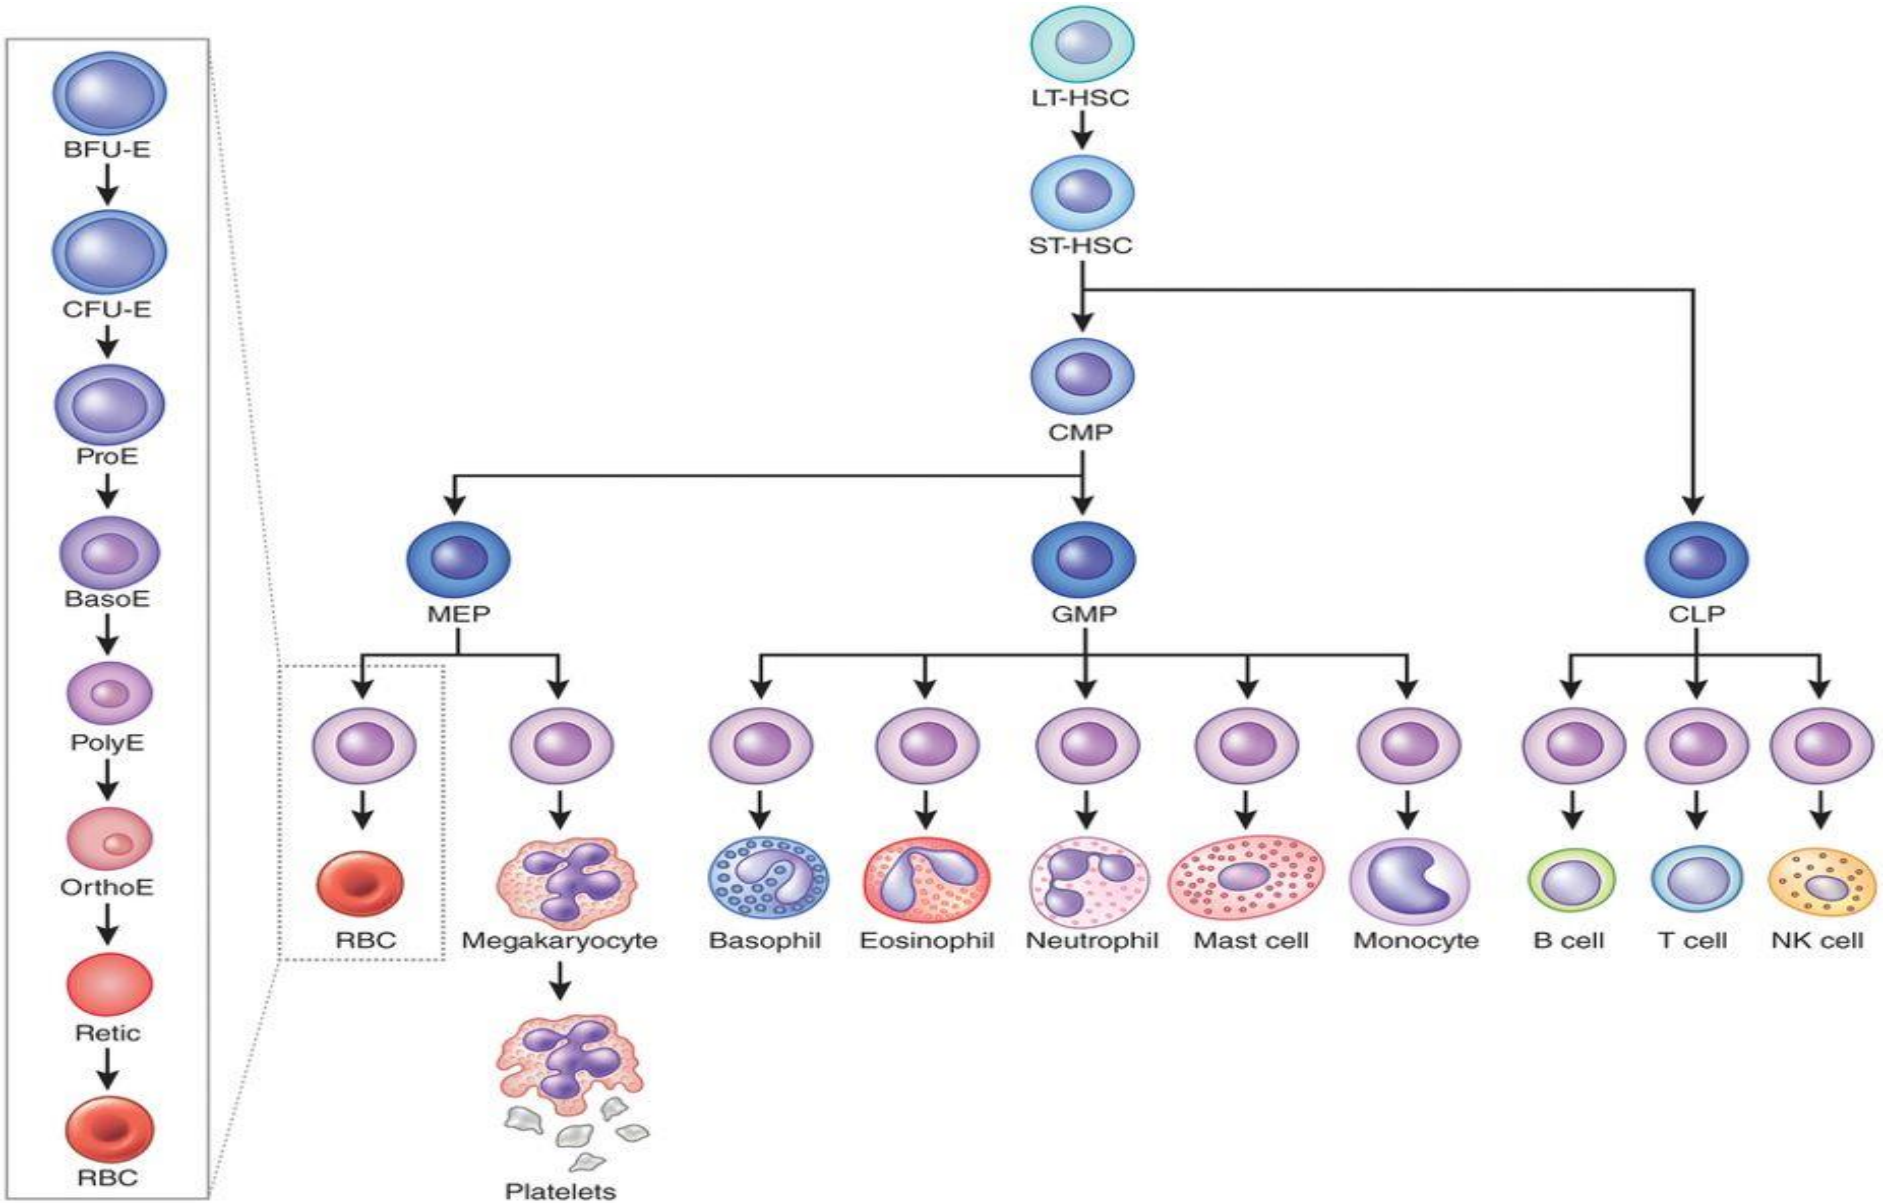 BFU-E
CFU-E
ProE
BasoE
PolyE
OrthoE
Retic
RBC
LT-HSC
ST-HSC
CMP
MEP
GMP
CLP
RBC
Megakaryocyte
Basophil
Eosinophil
Neutrophil
Mast cell
Monocyte
B cell
T cell
NK cell
Platelets